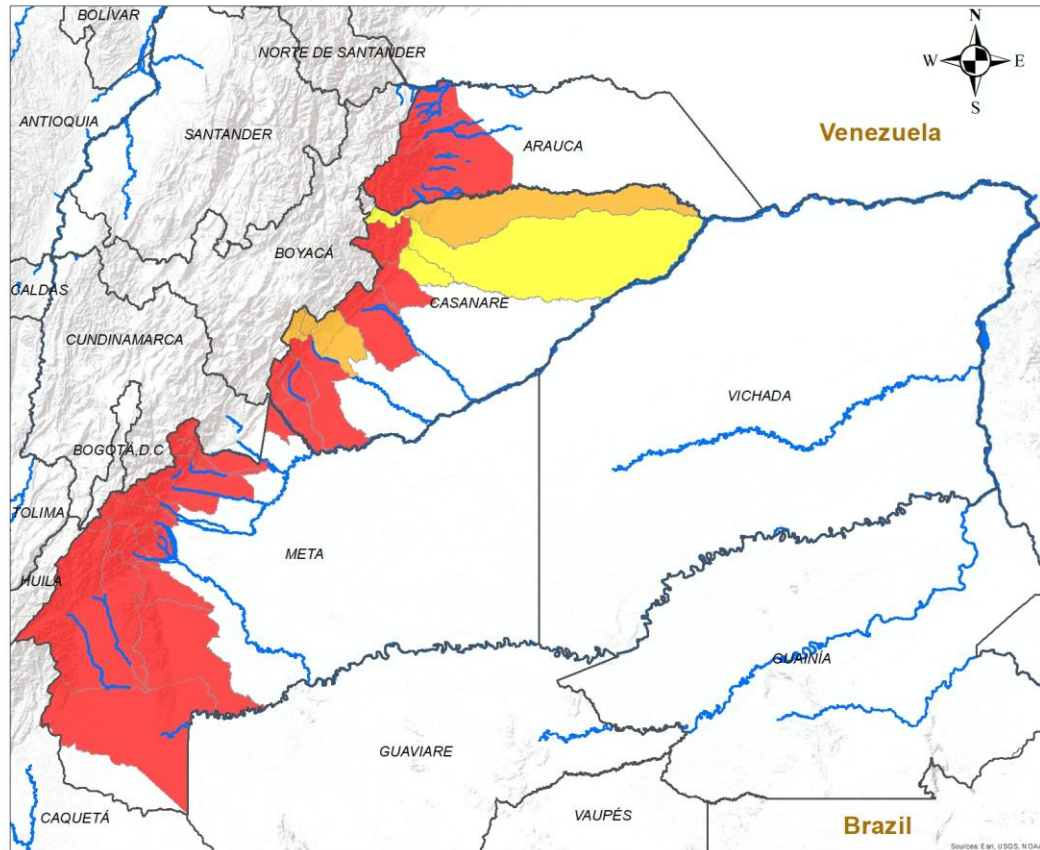 BOLÍVAR
N
NORTE DE SANTANDER
W E
S
ANTIOQUIA
SANTANDER
ARAUCA
Venezuela
BOYACÁ
CALDAS
CASANARE
CUNDINAMARCA
VICHADA
BOGOTÁ,D.C
TOLIMA
META
HUILA
GUAINÍA
GUAVIARE
CAQUETÁ
VAUPÉS
Brazil
Sources: Esri, USGS, NOAA